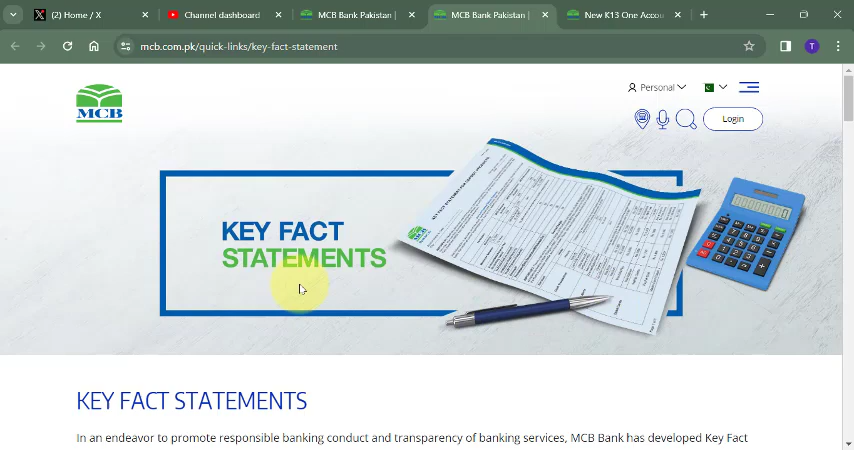 (2) Home / X
Channel dashboard
MCB Bank Pakistan |
MCB Bank Pakistan |
New K13 One Accou
mcb.com.pk/quick-links/key-fact-statement
T
Personal
MCB
Login
KEY FACT
STATEMENTS
KEY FACT STATEMENTS
In an endeavor to promote responsible banking conduct and transparency of banking services, MCB Bank has developed Key Fact